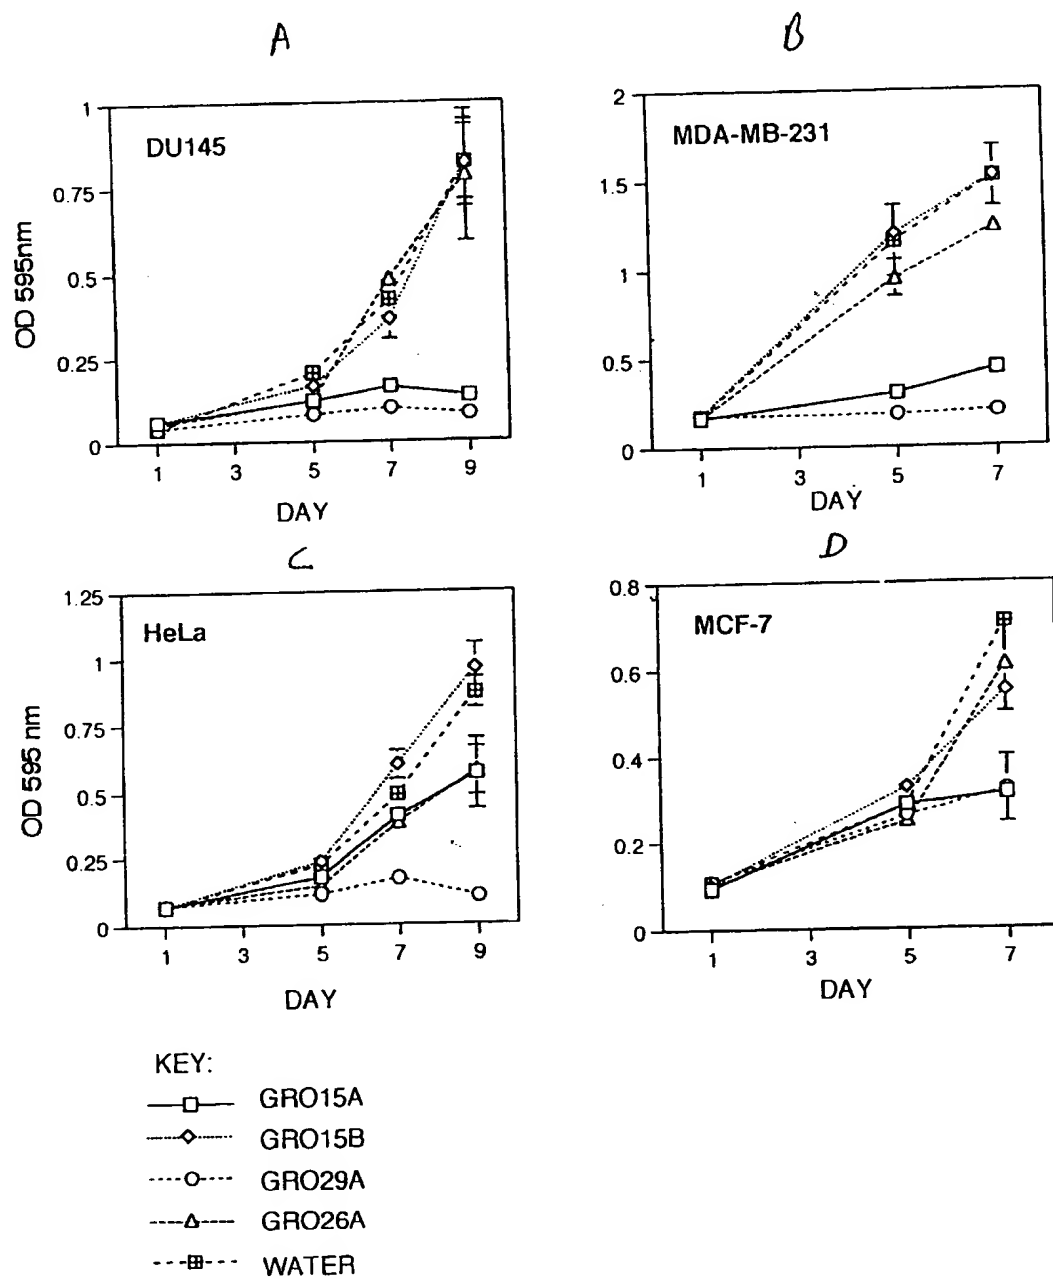 A
DU145
OD 595nm
1
0.75
0.5
0.25
0
1 3 5 7 9
DAY
B
MDA-MB-231
2
1.5
1
0.5
0
1 3 5 7
DAY
C
HeLa
OD 595 nm
1.25
1
0.75
0.5
0.25
0
1 3 5 7 9
DAY
D
MCF-7
0.8
0.6
0.4
0.2
0
1 3 5 7
DAY
KEY:
GRO15A
GRO15B
GRO29A
GRO26A
WATER